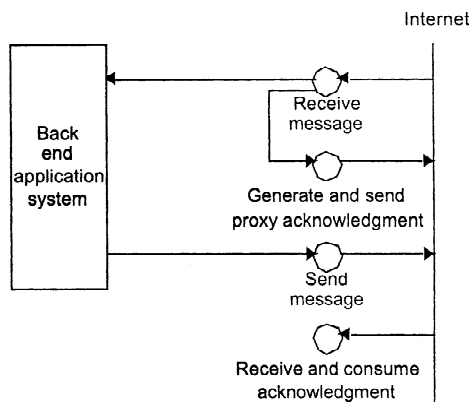 Internet
Back
end
application
system
Receive
message
Generate and send
proxy acknowledgment
Send
message
Receive and consume
acknowledgment